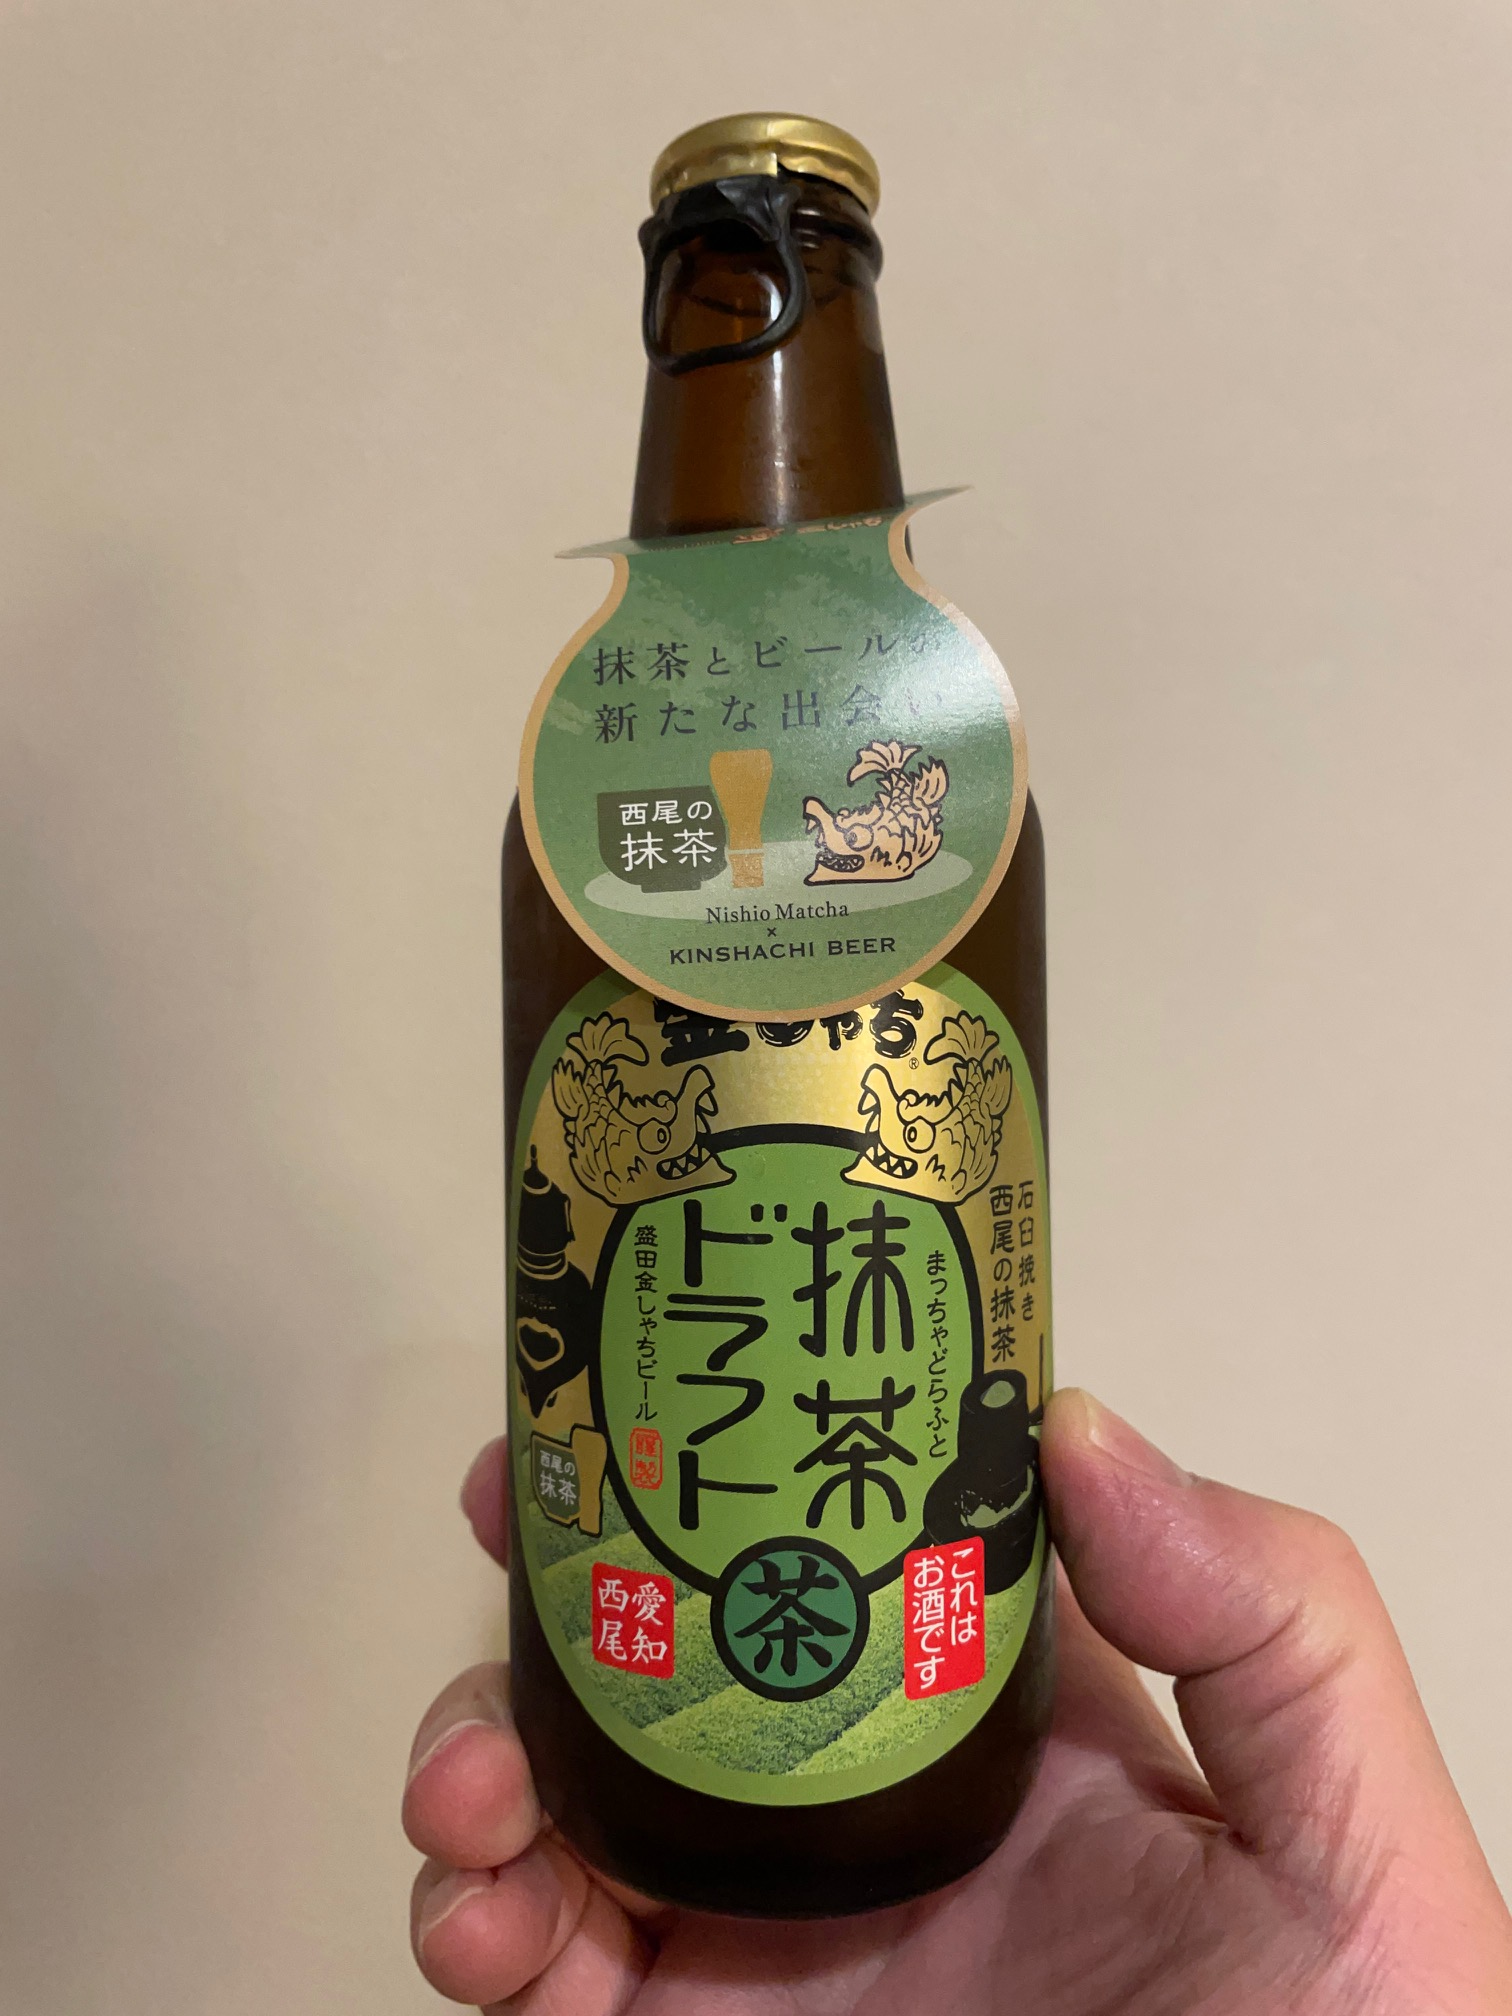 抹茶とビールの
新たな出会い
西尾の
抹茶
Nishio Matcha
×
KINSHACHI BEER
盛田金しゃちビール
謹製
ドラフト
抹茶
まっちゃどらふと
石臼挽き
西尾の抹茶
西尾の
抹茶
愛知
西尾
茶
これは
お酒です